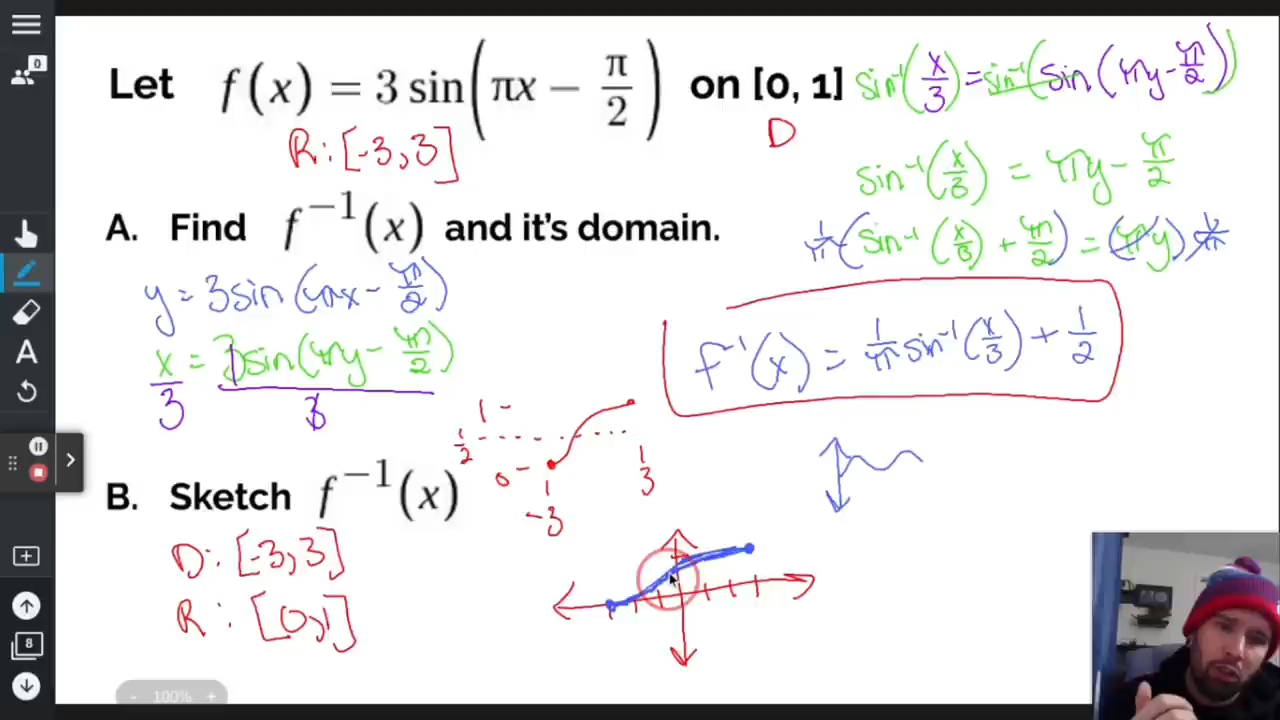 0
Let f(x) = 3 sin(πx − π/2) on [0, 1]
R: [-3, 3]
D
sin⁻¹(x/3) = sin⁻¹(sin(πy - π/2))
sin⁻¹(x/3) = πy - π/2
1/π(sin⁻¹(x/3) + π/2) = (πy) 1/π
A. Find f⁻¹(x) and it's domain.
y = 3sin(πx - π/2)
x/3 = 3sin(πy - π/2)/3
f⁻¹(x) = 1/π sin⁻¹(x/3) + 1/2
1
1/2
0
-3
3
B. Sketch f⁻¹(x)
D: [-3, 3]
R: [0, 1]
A
8
- 100% +